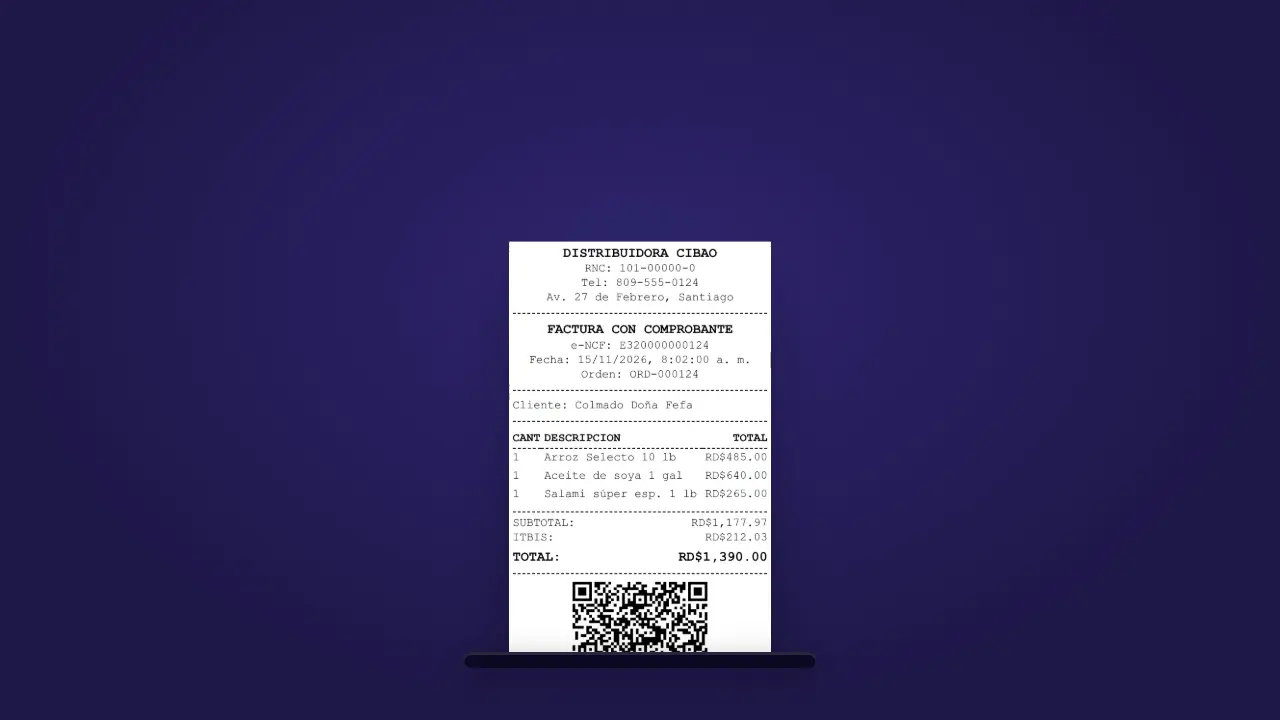 DISTRIBUIDORA CIBAO
RNC: 101-00000-0
Tel: 809-555-0124
Av. 27 de Febrero, Santiago
FACTURA CON COMPROBANTE
e-NCF: E320000000124
Fecha: 15/11/2026, 8:02:00 a. m.
Orden: ORD-000124
Cliente: Colmado Doña Fefa
CANT DESCRIPCION TOTAL
1 Arroz Selecto 10 lb RD$485.00
1 Aceite de soya 1 gal RD$640.00
1 Salami súper esp. 1 lb RD$265.00
SUBTOTAL: RD$1,177.97
ITBIS: RD$212.03
TOTAL: RD$1,390.00